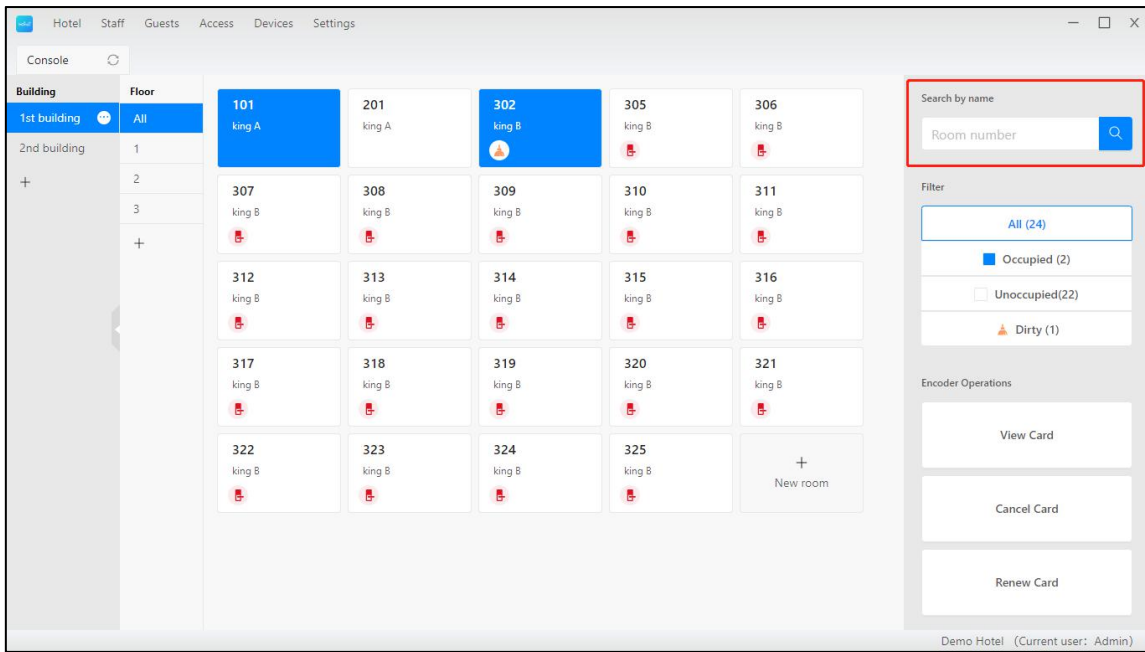 Hotel Staff Guests Access Devices Settings
Console
Building
1st building
2nd building
+
Floor
All
1
2
3
+
101
king A
201
king A
302
king B
305
king B
306
king B
307
king B
308
king B
309
king B
310
king B
311
king B
312
king B
313
king B
314
king B
315
king B
316
king B
317
king B
318
king B
319
king B
320
king B
321
king B
322
king B
323
king B
324
king B
325
king B
+
New room
Search by name
Room number
Filter
All (24)
Occupied (2)
Unoccupied(22)
Dirty (1)
Encoder Operations
View Card
Cancel Card
Renew Card
Demo Hotel (Current user: Admin)